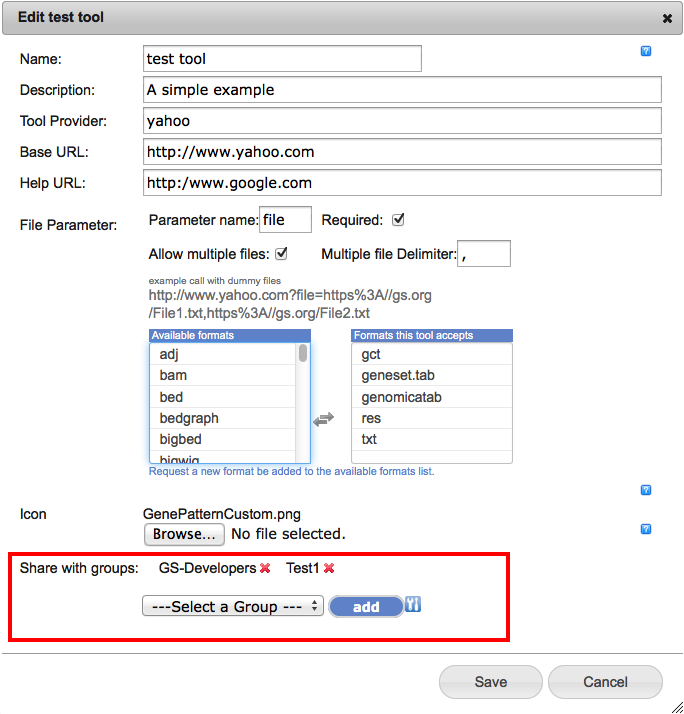 Edit test tool
Name: test tool
Description: A simple example
Tool Provider: yahoo
Base URL: http://www.yahoo.com
Help URL: http:/www.google.com
File Parameter: Parameter name: file Required:
Allow multiple files: Multiple file Delimiter: ,
example call with dummy files
http://www.yahoo.com?file=https%3A//gs.org
/File1.txt,https%3A//gs.org/File2.txt
Available formats Formats this tool accepts
adj gct
bam geneset.tab
bed genomicatab
bedgraph res
bigbed txt
bigwig
Request a new format be added to the available formats list.
Icon GenePatternCustom.png
Browse... No file selected.
Share with groups: GS-Developers Test1
---Select a Group --- add
Save Cancel